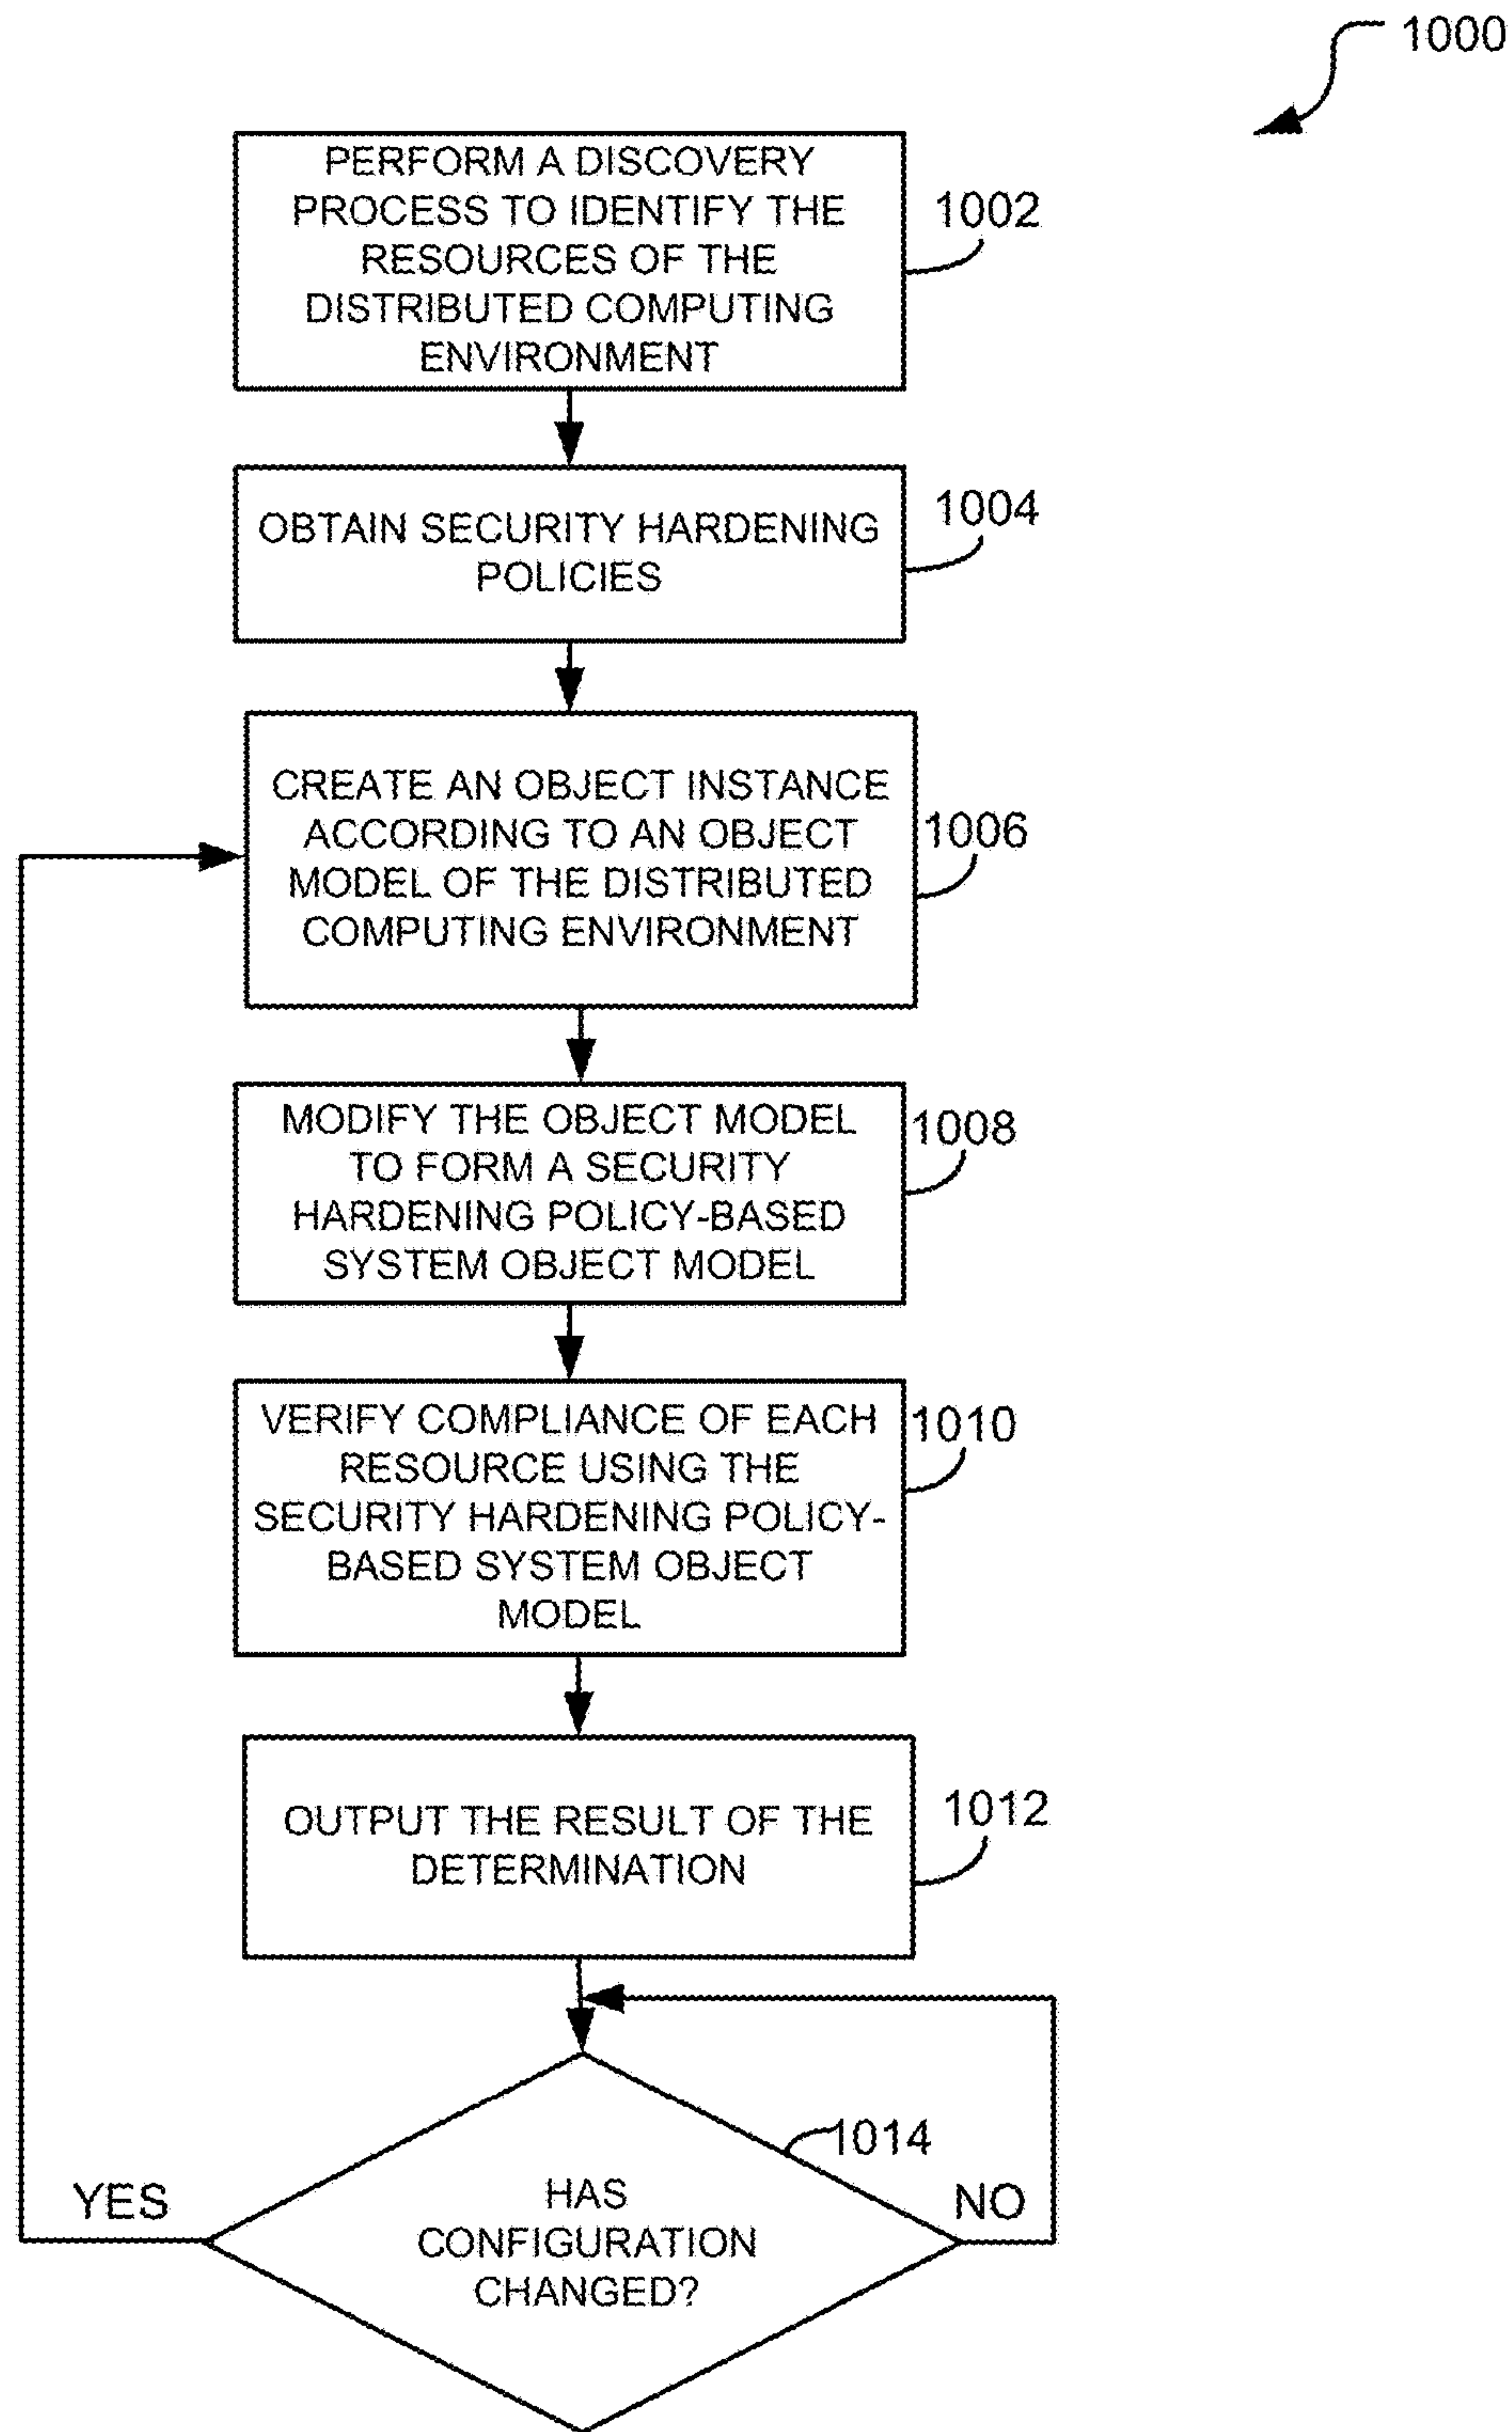 1000
PERFORM A DISCOVERY
PROCESS TO IDENTIFY THE
RESOURCES OF THE
DISTRIBUTED COMPUTING
ENVIRONMENT
1002
OBTAIN SECURITY HARDENING
POLICIES
1004
CREATE AN OBJECT INSTANCE
ACCORDING TO AN OBJECT
MODEL OF THE DISTRIBUTED
COMPUTING ENVIRONMENT
1006
MODIFY THE OBJECT MODEL
TO FORM A SECURITY
HARDENING POLICY-BASED
SYSTEM OBJECT MODEL
1008
VERIFY COMPLIANCE OF EACH
RESOURCE USING THE
SECURITY HARDENING POLICY-
BASED SYSTEM OBJECT
MODEL
1010
OUTPUT THE RESULT OF THE
DETERMINATION
1012
1014
YES
HAS
CONFIGURATION
CHANGED?
NO